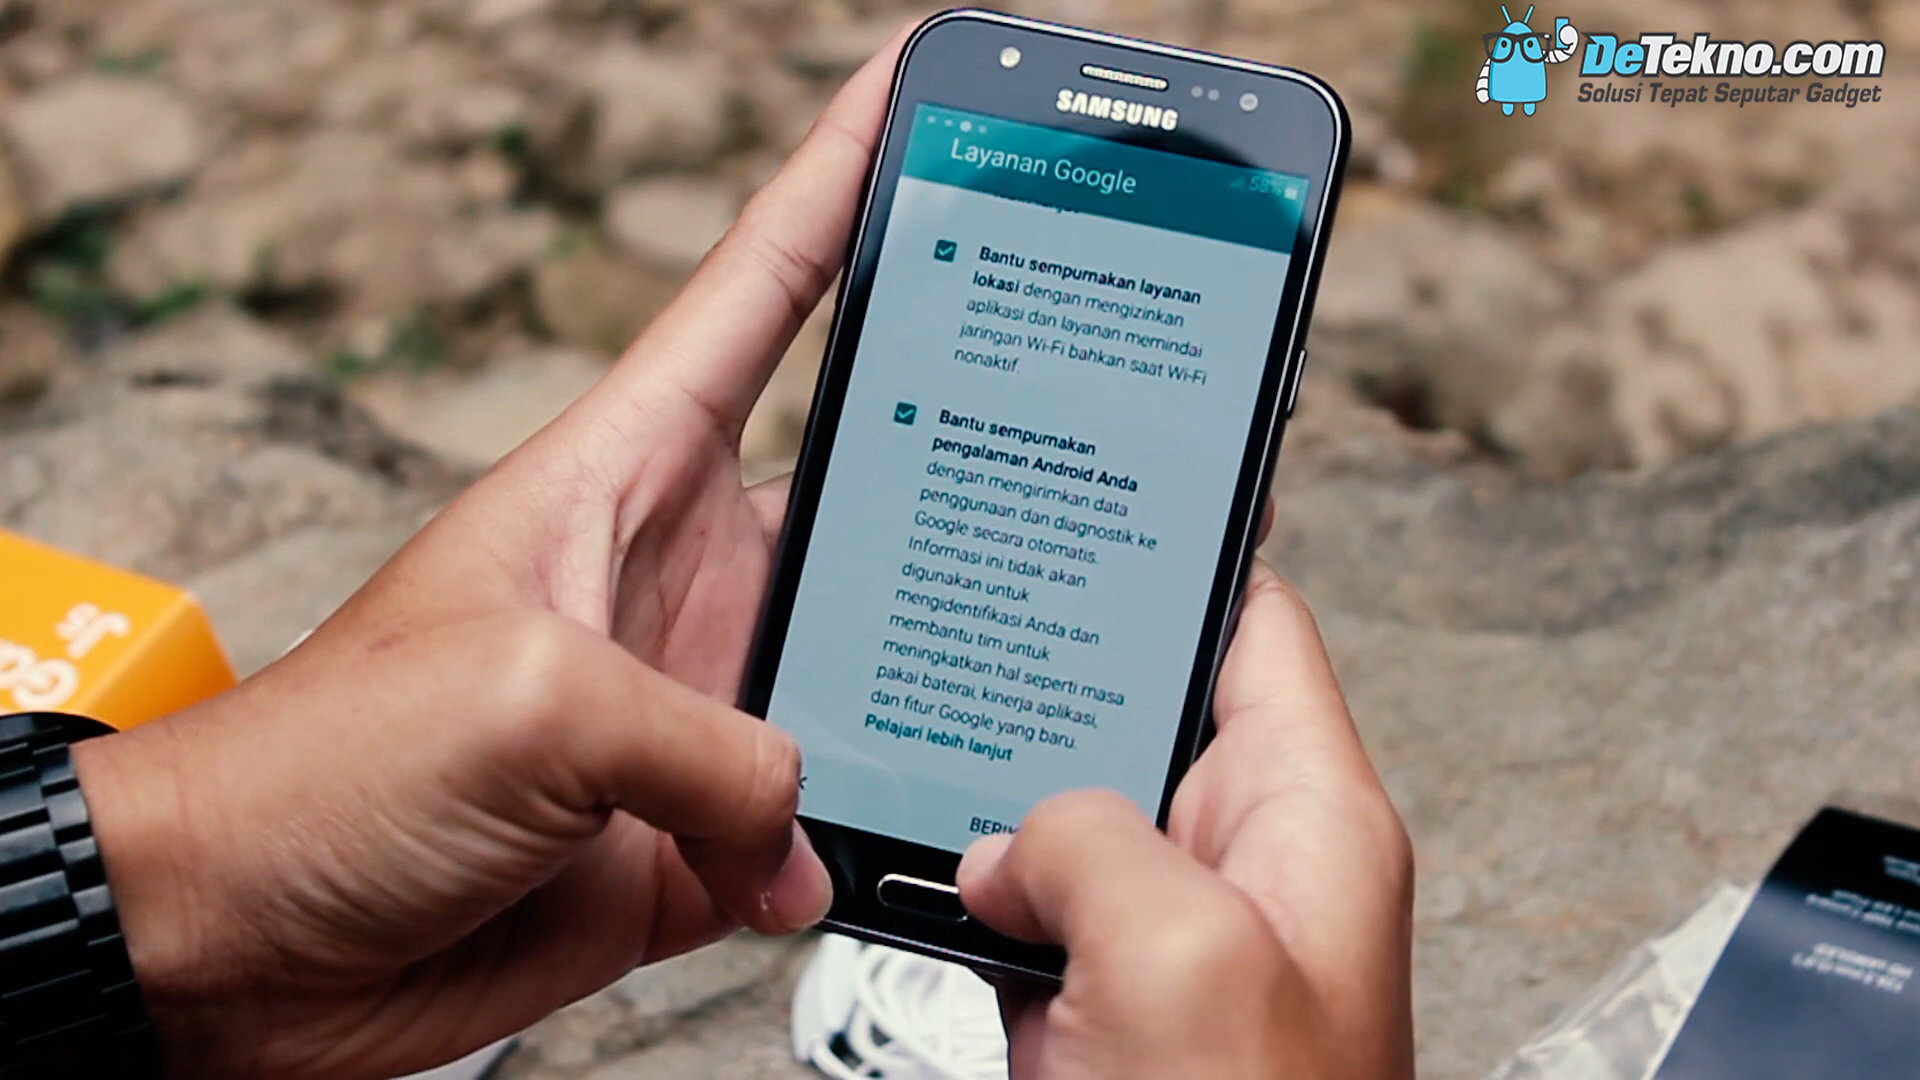 DeTekno.com
Solusi Tepat Seputar Gadget
SAMSUNG
58%
Layanan Google
Bantu sempurnakan layanan
lokasi dengan mengizinkan
aplikasi dan layanan memindai
jaringan Wi-Fi bahkan saat Wi-Fi
nonaktif.
Bantu sempurnakan
pengalaman Android Anda
dengan mengirimkan data
penggunaan dan diagnostik ke
Google secara otomatis.
Informasi ini tidak akan
digunakan untuk
mengidentifikasi Anda dan
membantu tim untuk
meningkatkan hal seperti masa
pakai baterai, kinerja aplikasi,
dan fitur Google yang baru.
Pelajari lebih lanjut
J5